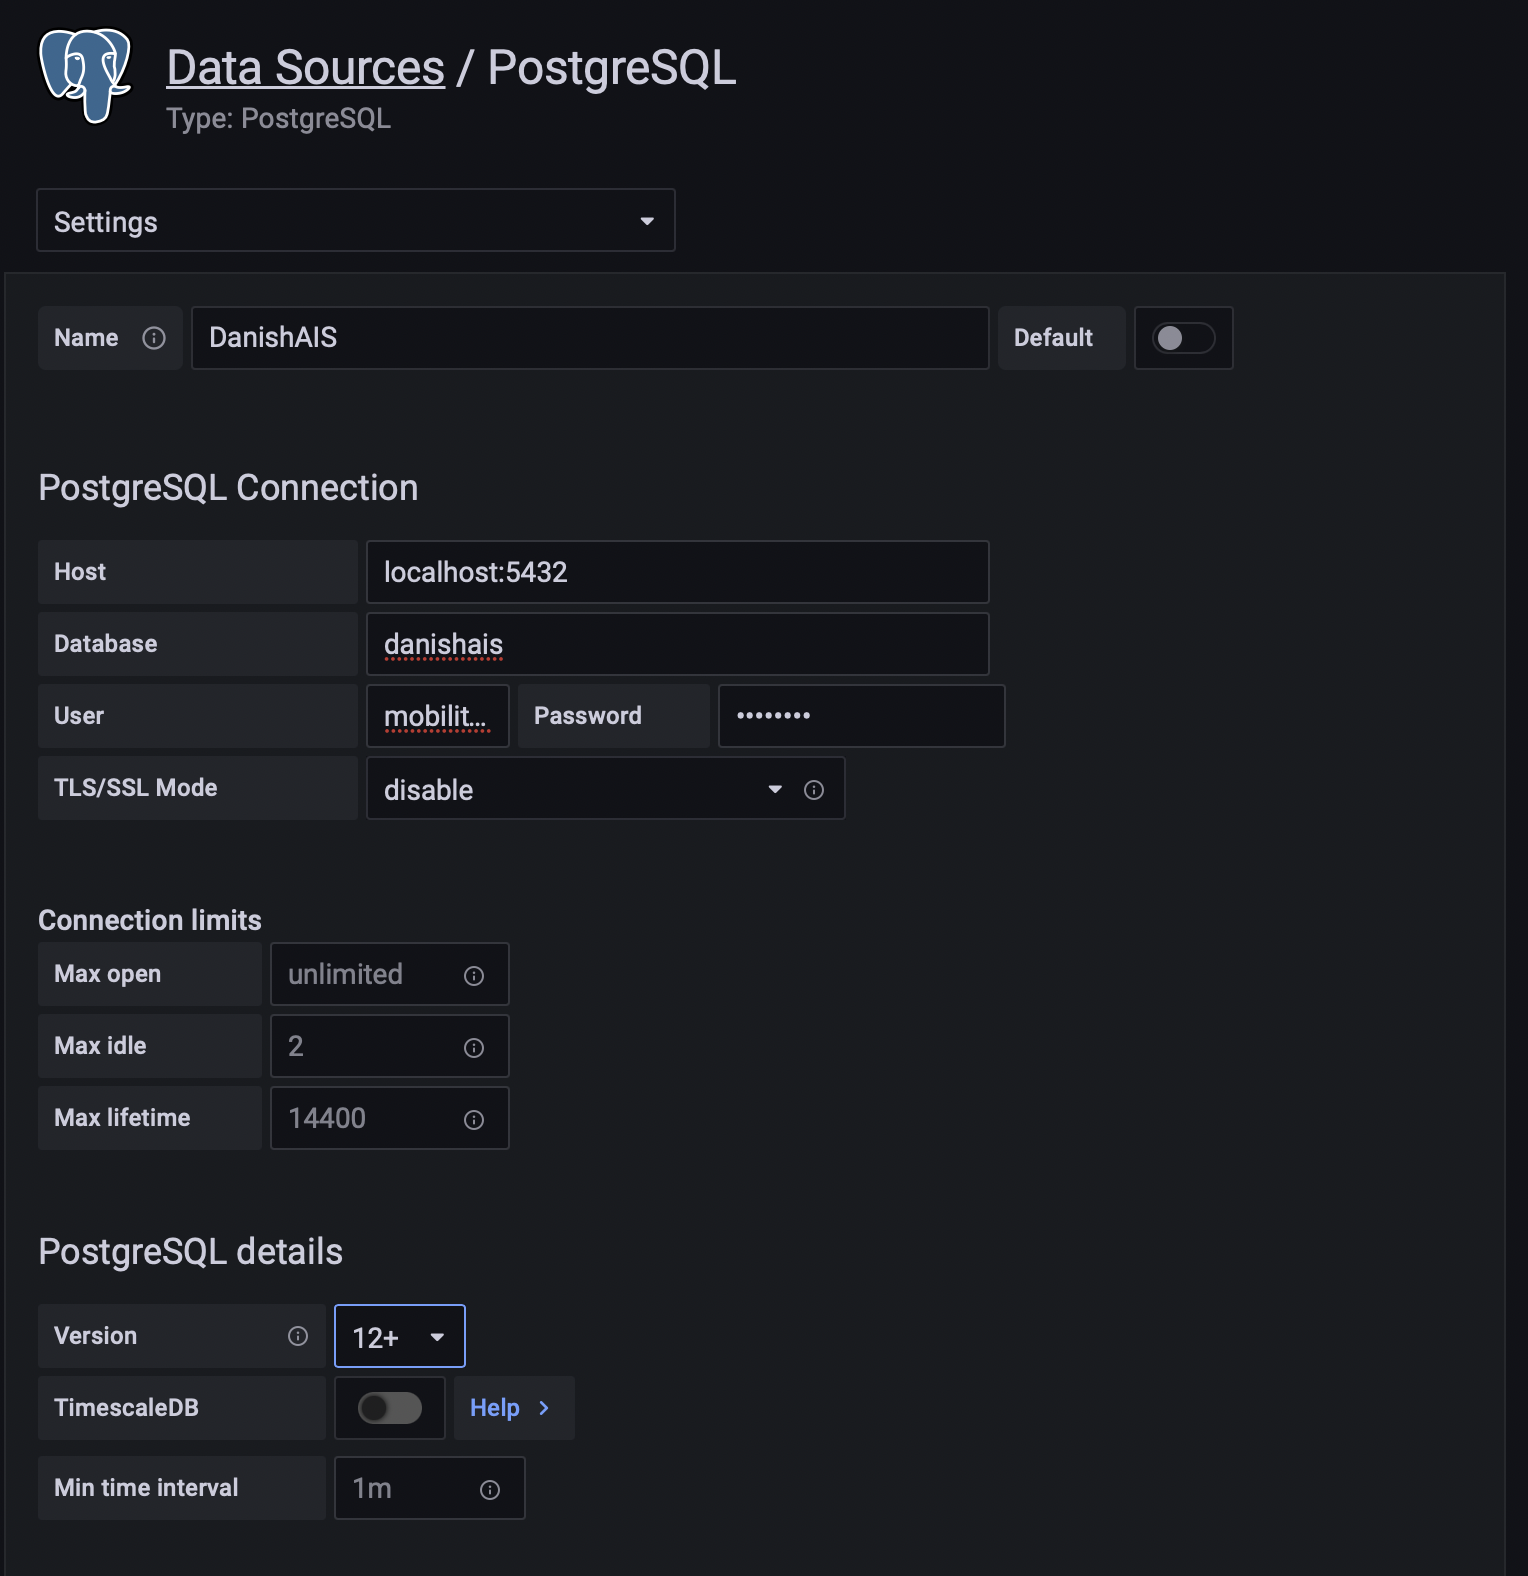 Data Sources / PostgreSQL
Type: PostgreSQL
Settings
Name DanishAIS Default
PostgreSQL Connection
Host localhost:5432
Database danishais
User mobilit... Password ••••••••
TLS/SSL Mode disable
Connection limits
Max open unlimited
Max idle 2
Max lifetime 14400
PostgreSQL details
Version 12+
TimescaleDB Help >
Min time interval 1m